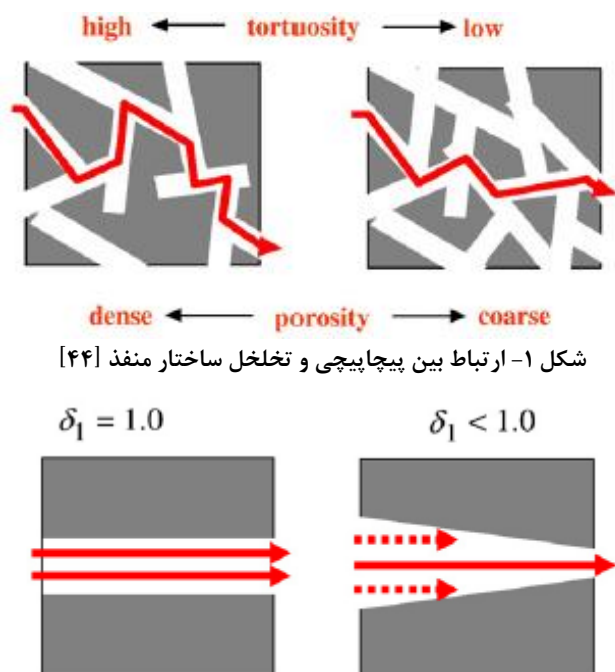 high ← tortuosity → low
dense ← porosity → coarse
شکل ۱- ارتباط بین پیچاپیچی و تخلخل ساختار منفذ [۴۴]
δ₁ = 1.0 δ₁ < 1.0